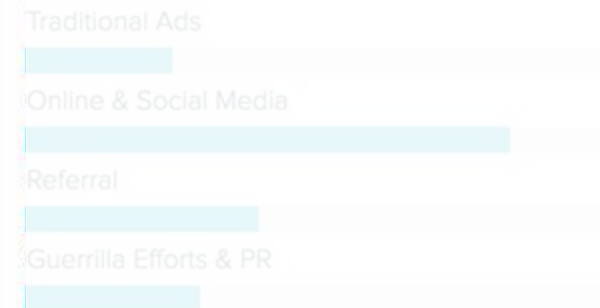 Traditional Ads
Online & Social Media
Referral
Guerrilla Efforts & PR